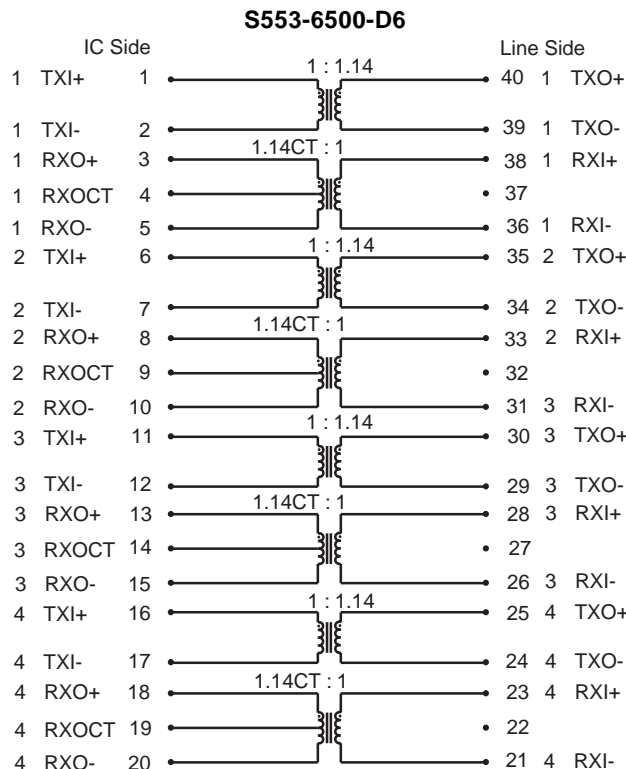 S553-6500-D6
IC Side Line Side
1 TXI+ 1 1 : 1.14 40 1 TXO+
1 TXI- 2 39 1 TXO-
1 RXO+ 3 1.14CT : 1 38 1 RXI+
1 RXOCT 4 37
1 RXO- 5 36 1 RXI-
2 TXI+ 6 1 : 1.14 35 2 TXO+
2 TXI- 7 34 2 TXO-
2 RXO+ 8 1.14CT : 1 33 2 RXI+
2 RXOCT 9 32
2 RXO- 10 31 3 RXI-
3 TXI+ 11 1 : 1.14 30 3 TXO+
3 TXI- 12 29 3 TXO-
3 RXO+ 13 1.14CT : 1 28 3 RXI+
3 RXOCT 14 27
3 RXO- 15 26 3 RXI-
4 TXI+ 16 1 : 1.14 25 4 TXO+
4 TXI- 17 24 4 TXO-
4 RXO+ 18 1.14CT : 1 23 4 RXI+
4 RXOCT 19 22
4 RXO- 20 21 4 RXI-